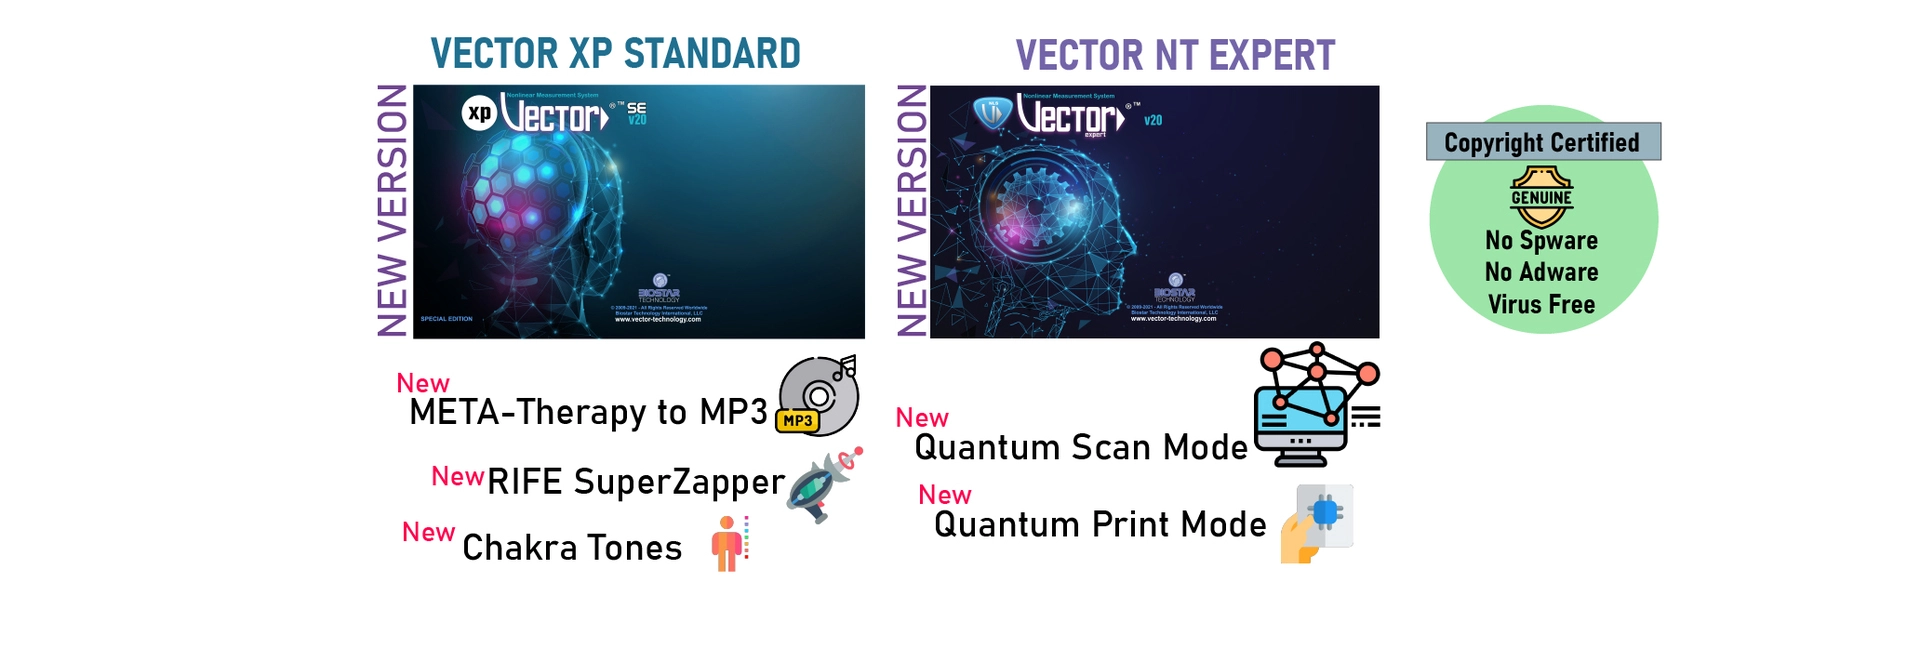 VECTOR XP STANDARD
NEW VERSION
Nonlinear Measurement System
xp Vector ® ™ SE
v20
BIOSTAR
TECHNOLOGY
© 2009-2021 - All Rights Reserved Worldwide
Biostar Technology International, LLC
www.vector-technology.com
SPECIAL EDITION
New
META-Therapy to MP3
MP3
New RIFE SuperZapper
New
Chakra Tones
VECTOR NT EXPERT
NEW VERSION
Nonlinear Measurement System
Vector ® ™
expert
v20
BIOSTAR
TECHNOLOGY
© 2009-2021 - All Rights Reserved Worldwide
Biostar Technology International, LLC
www.vector-technology.com
New
Quantum Scan Mode
New
Quantum Print Mode
Copyright Certified
GENUINE
No Spware
No Adware
Virus Free